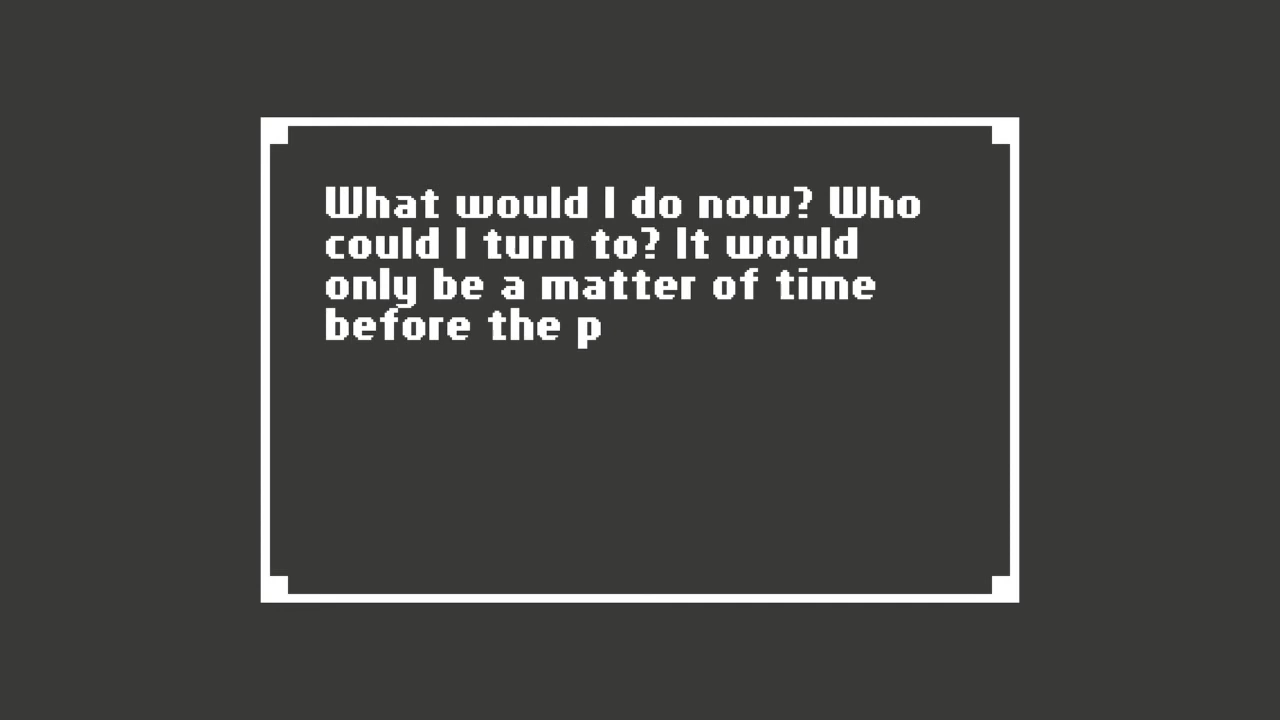 What would I do now? Who
could I turn to? It would
only be a matter of time
before the p